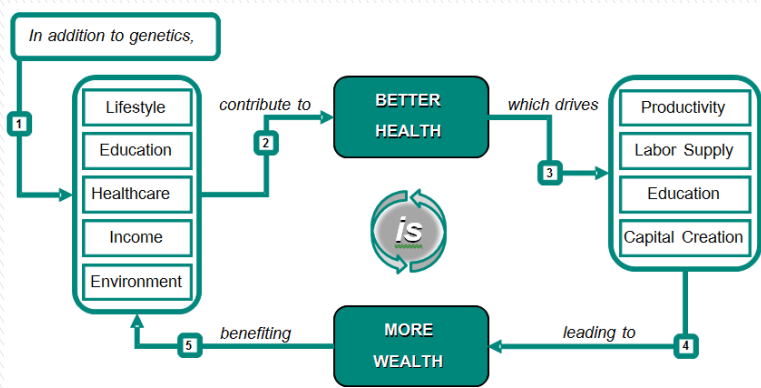 In addition to genetics,
1
Lifestyle
Education
Healthcare
Income
Environment
contribute to
2
BETTER
HEALTH
which drives
3
Productivity
Labor Supply
Education
Capital Creation
is
leading to
4
MORE
WEALTH
benefiting
5